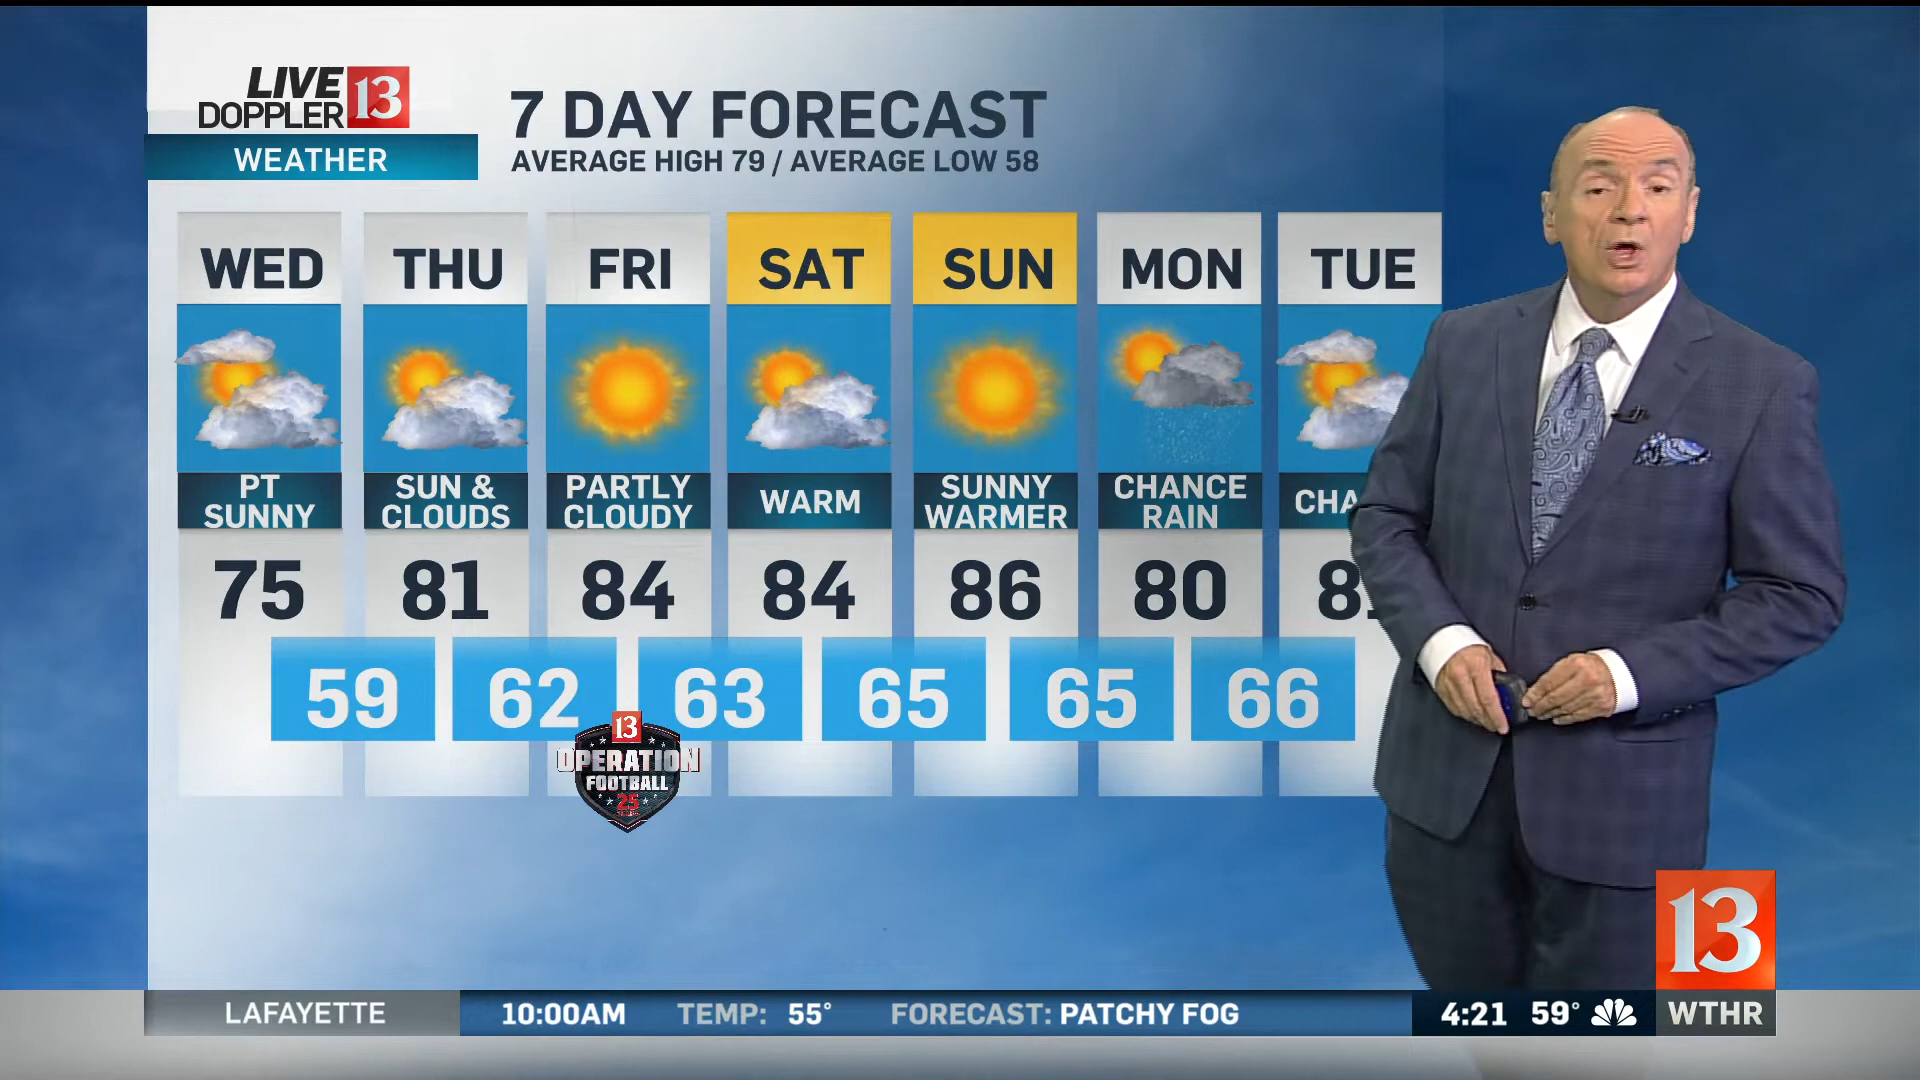 LIVE
DOPPLER 13
WEATHER
7 DAY FORECAST
AVERAGE HIGH 79 / AVERAGE LOW 58
WED THU FRI SAT SUN MON TUE
PT SUN & PARTLY WARM SUNNY CHANCE
SUNNY CLOUDS CLOUDY WARMER RAIN
75 81 84 84 86 80
59 62 63 65 65 66
13
OPERATION
FOOTBALL
25
13
LAFAYETTE 10:00AM TEMP: 55° FORECAST: PATCHY FOG 4:21 59° WTHR